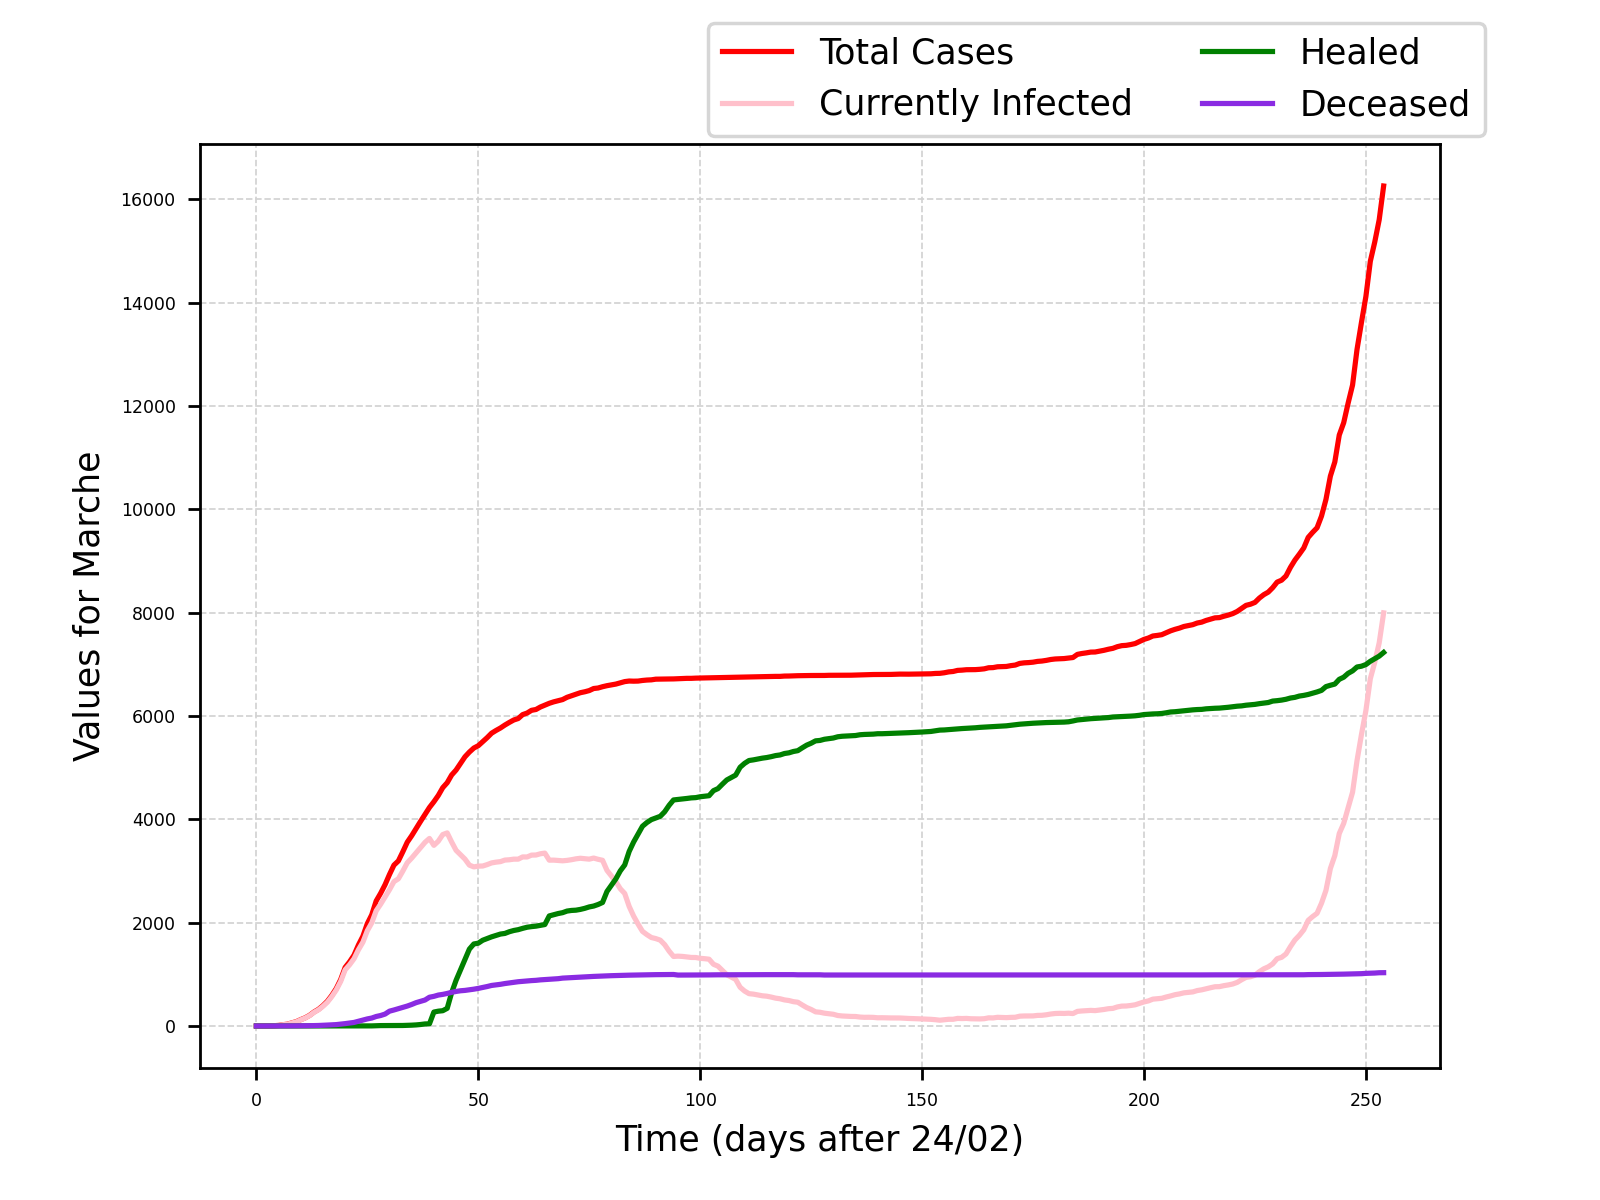 Total Cases
Currently Infected
Healed
Deceased
16000
14000
12000
10000
8000
6000
4000
2000
0
Values for Marche
0 50 100 150 200 250
Time (days after 24/02)